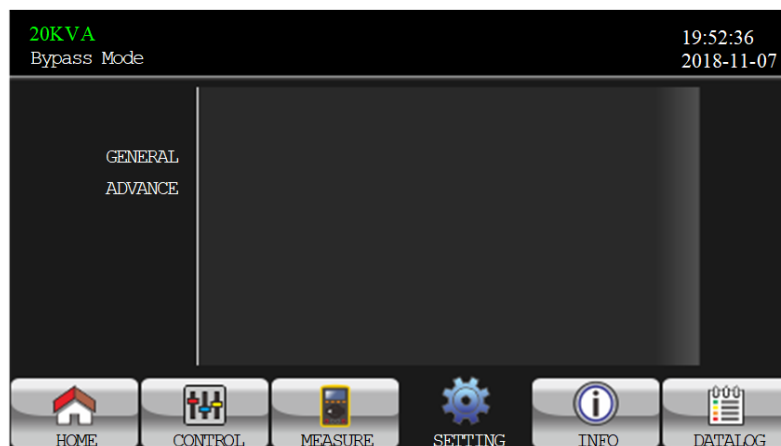 20KVA
19:52:36
Bypass Mode
2018-11-07
GENERAL
ADVANCE
HOME
CONTROL
MEASURE
SETTING
INFO
DATALOG